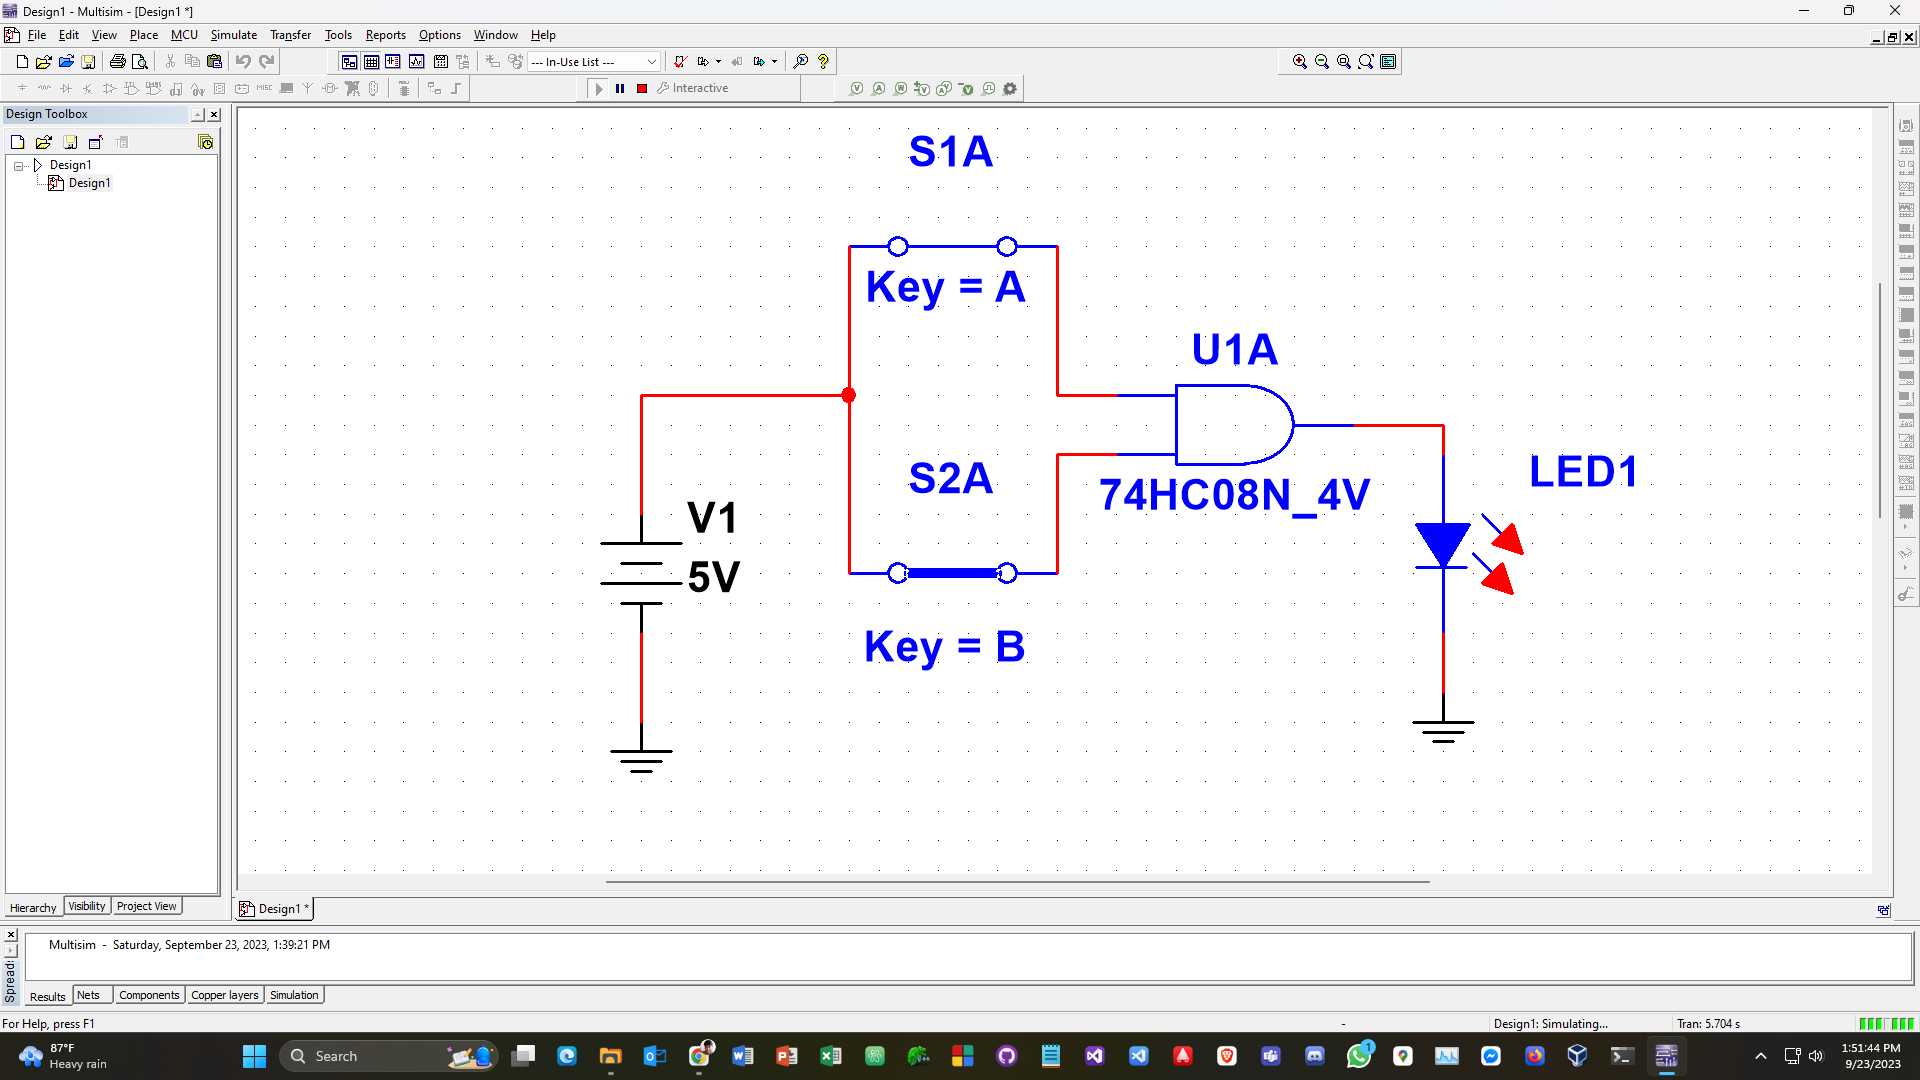 Design1 - Multisim - [Design1 *]
File Edit View Place MCU Simulate Transfer Tools Reports Options Window Help
--- In-Use List ---
MISC Interactive
Design Toolbox
Design1
Design1
S1A
Key = A
U1A
S2A
LED1
74HC08N_4V
V1
5V
Key = B
Hierarchy Visibility Project View
Design1 *
Multisim - Saturday, September 23, 2023, 1:39:21 PM
Spread:
Results Nets Components Copper layers Simulation
For Help, press F1
-
Design1: Simulating...
Tran: 5.704 s
87°F
Heavy rain
Search
1
1:51:44 PM
9/23/2023